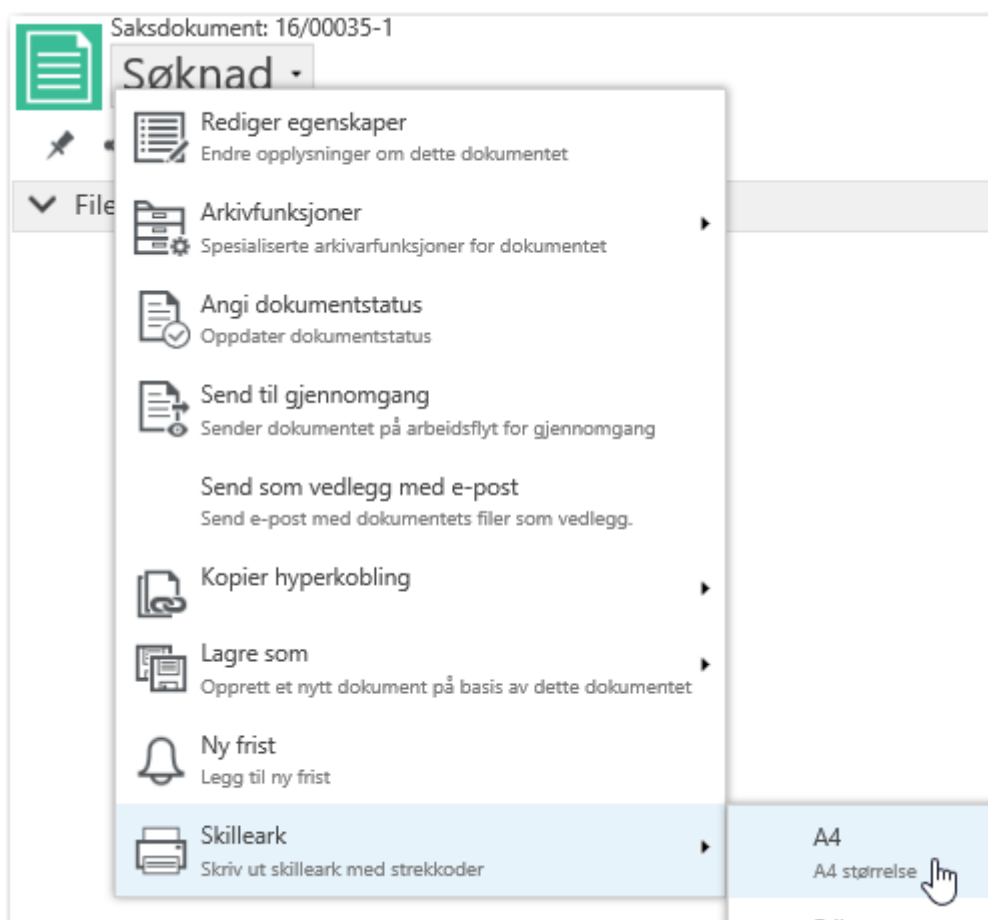 Saksdokument: 16/00035-1
Søknad
Rediger egenskaper
Endre opplysninger om dette dokumentet
File
Arkivfunksjoner
Spesialiserte arkivarfunksjoner for dokumentet
Angi dokumentstatus
Oppdater dokumentstatus
Send til gjennomgang
Sender dokumentet på arbeidsflyt for gjennomgang
Send som vedlegg med e-post
Send e-post med dokumentets filer som vedlegg.
Kopier hyperkobling
Lagre som
Opprett et nytt dokument på basis av dette dokumentet
Ny frist
Legg til ny frist
Skilleark
Skriv ut skilleark med strekkoder
A4
A4 størrelse